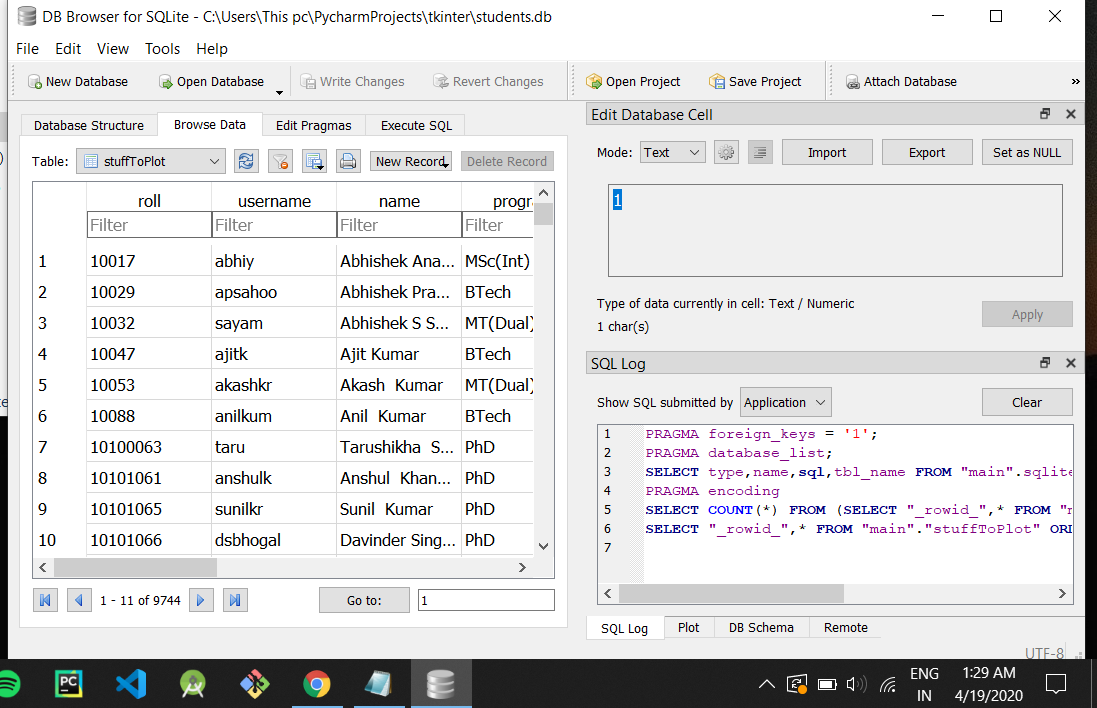 DB Browser for SQLite - C:\Users\This pc\PycharmProjects\tkinter\students.db
File Edit View Tools Help
New Database Open Database Write Changes Revert Changes Open Project Save Project Attach Database »
Database Structure Browse Data Edit Pragmas Execute SQL
Table: stuffToPlot New Record Delete Record
roll username name progr
Filter Filter Filter Filter
1 10017 abhiy Abhishek Ana... MSc(Int)
2 10029 apsahoo Abhishek Pra... BTech
3 10032 sayam Abhishek S S... MT(Dual)
4 10047 ajitk Ajit Kumar BTech
5 10053 akashkr Akash Kumar MT(Dual)
6 10088 anilkum Anil Kumar BTech
7 10100063 taru Tarushikha S... PhD
8 10101061 anshulk Anshul Khan... PhD
9 10101065 sunilkr Sunil Kumar PhD
10 10101066 dsbhogal Davinder Sing... PhD
1 - 11 of 9744 Go to: 1
Edit Database Cell
Mode: Text Import Export Set as NULL
1
Type of data currently in cell: Text / Numeric
1 char(s)
Apply
SQL Log
Show SQL submitted by Application Clear
1 PRAGMA foreign_keys = '1';
2 PRAGMA database_list;
3 SELECT type,name,sql,tbl_name FROM "main".sqlite
4 PRAGMA encoding
5 SELECT COUNT(*) FROM (SELECT "_rowid_",* FROM "m
6 SELECT "_rowid_",* FROM "main"."stuffToPlot" ORD
7
SQL Log Plot DB Schema Remote
UTF-8
PC
ENG
IN
1:29 AM
4/19/2020